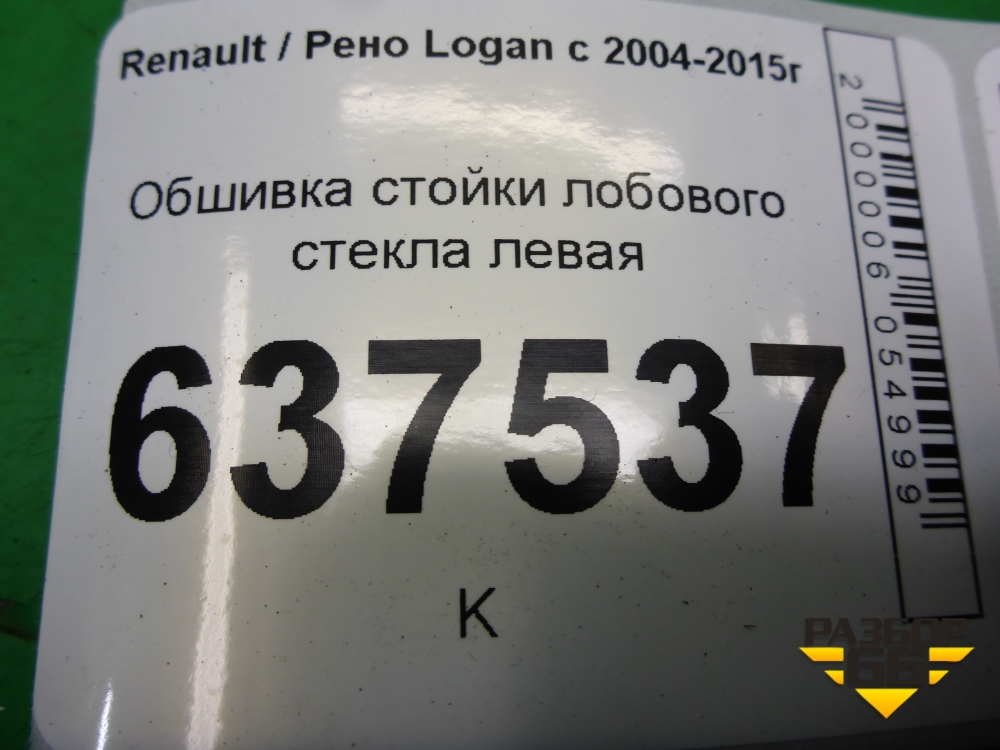 Renault / Рено Logan с 2004-2015г
Обшивка стойки лобового
стекла левая
637537
К
2000006054999
РАЗБОР
66